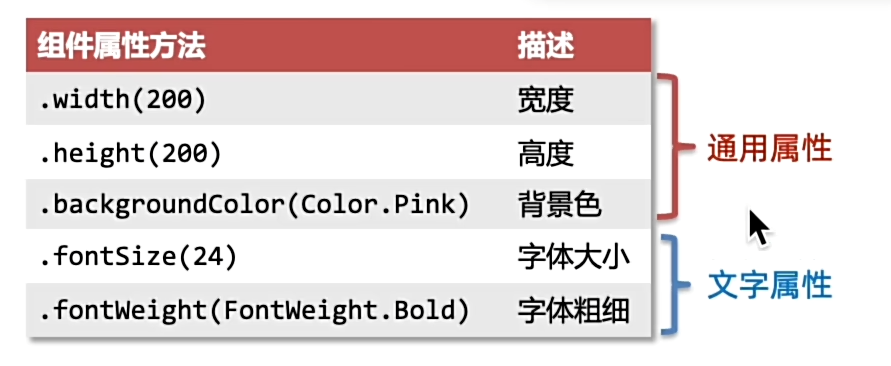 组件属性方法 描述
.width(200) 宽度
.height(200) 高度
.backgroundColor(Color.Pink) 背景色
通用属性
.fontSize(24) 字体大小
.fontWeight(FontWeight.Bold) 字体粗细
文字属性